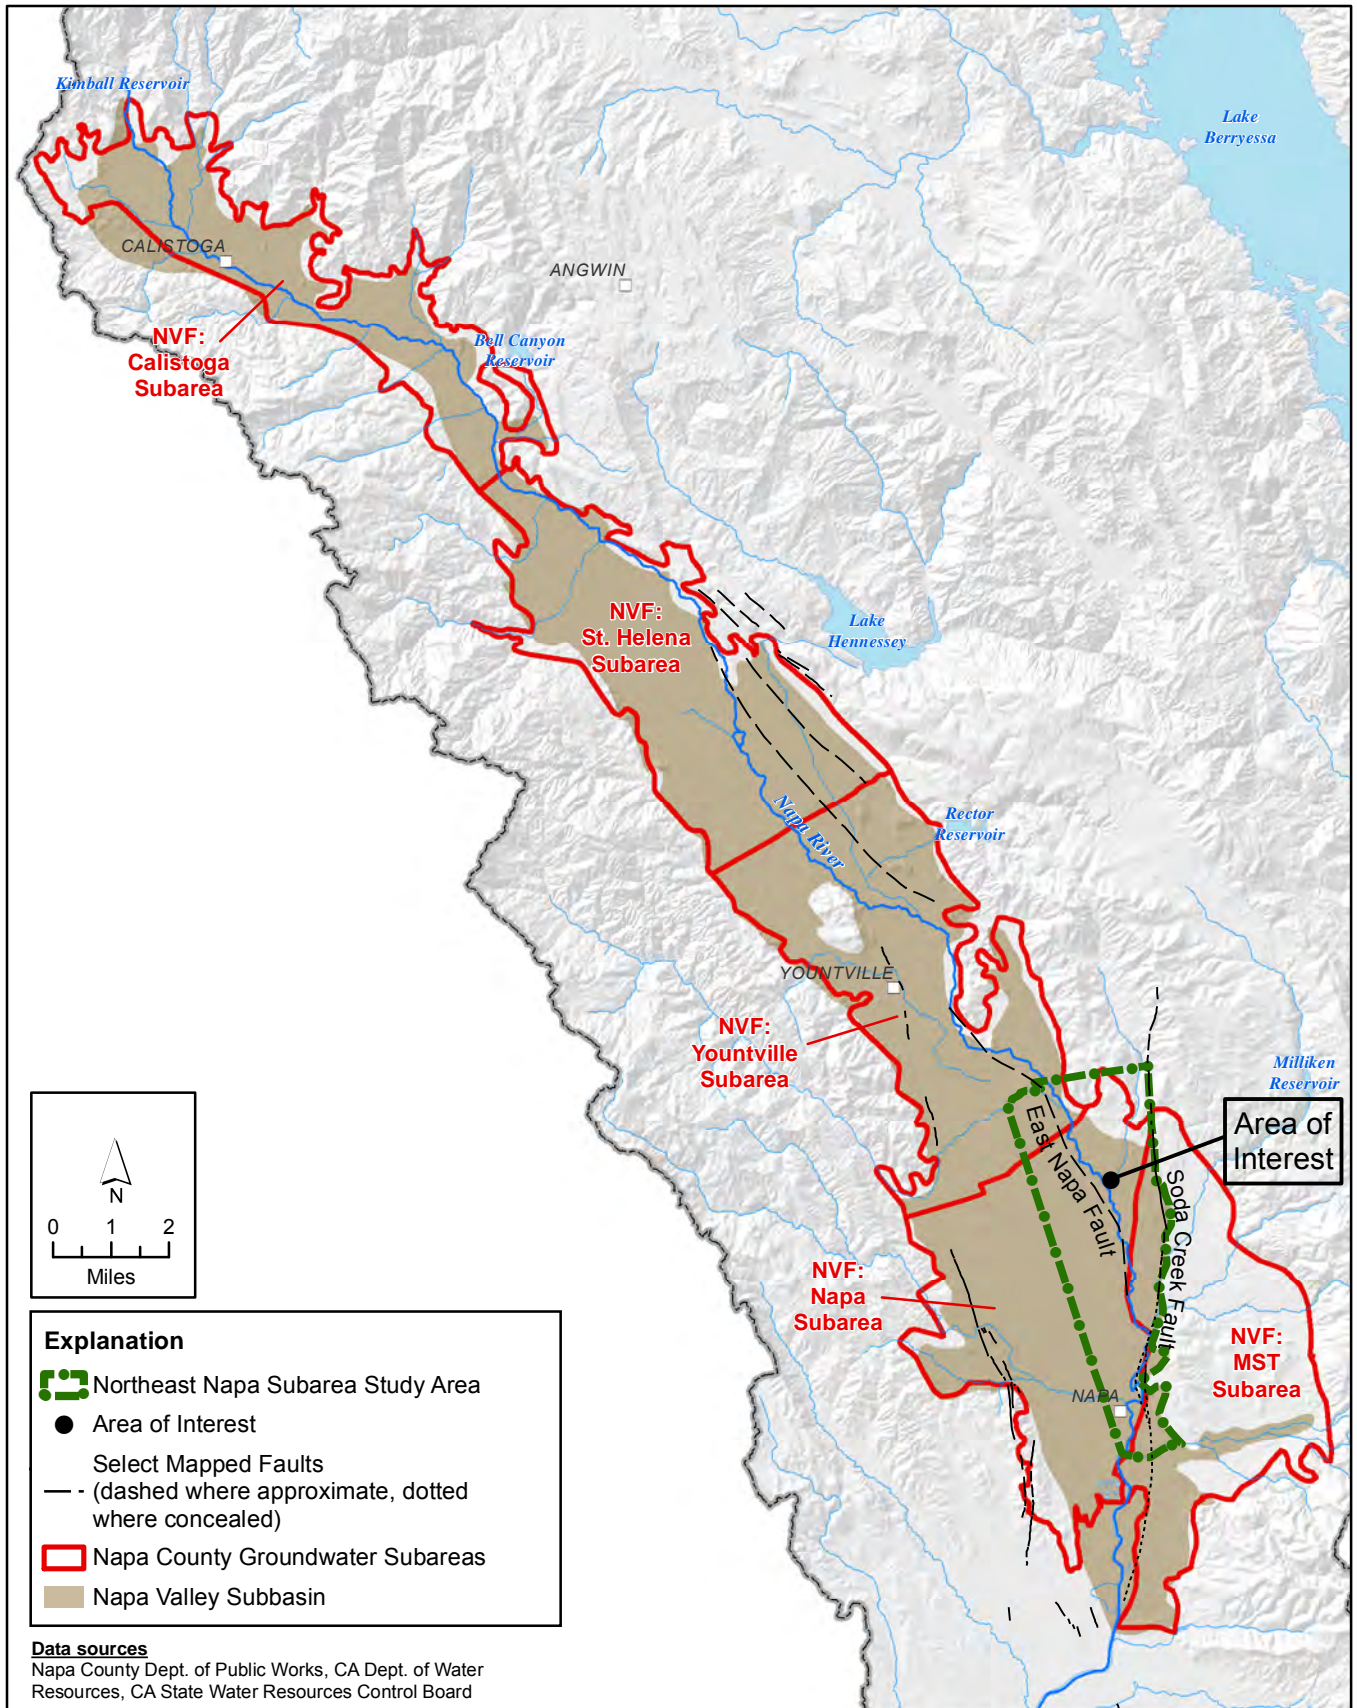 Kimball Reservoir
Lake
Berryessa
CALISTOGA
ANGWIN
NVF:
Calistoga
Subarea
Bell Canyon
Reservoir
NVF:
St. Helena
Subarea
Lake
Hennessey
Napa River
Rector
Reservoir
YOUNTVILLE
NVF:
Yountville
Subarea
Milliken
Reservoir
Area of
Interest
East Napa Fault
Soda Creek Fault
NVF:
Napa
Subarea
NVF:
MST
Subarea
NAPA
N
0 1 2
Miles
Explanation
Northeast Napa Subarea Study Area
Area of Interest
Select Mapped Faults
(dashed where approximate, dotted
where concealed)
Napa County Groundwater Subareas
Napa Valley Subbasin
Data sources
Napa County Dept. of Public Works, CA Dept. of Water
Resources, CA State Water Resources Control Board